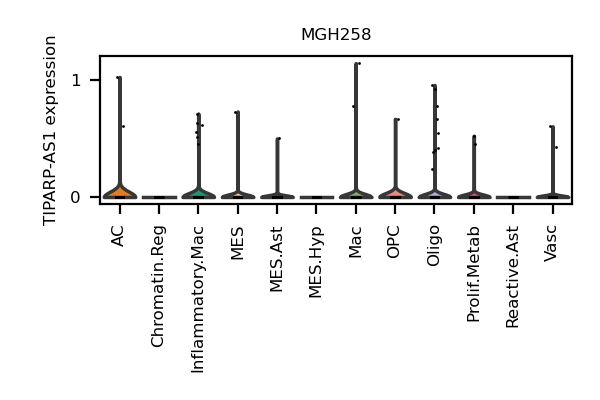 MGH258
TIPARP-AS1 expression
1
0
AC
Chromatin.Reg
Inflammatory.Mac
MES
MES.Ast
MES.Hyp
Mac
OPC
Oligo
Prolif.Metab
Reactive.Ast
Vasc